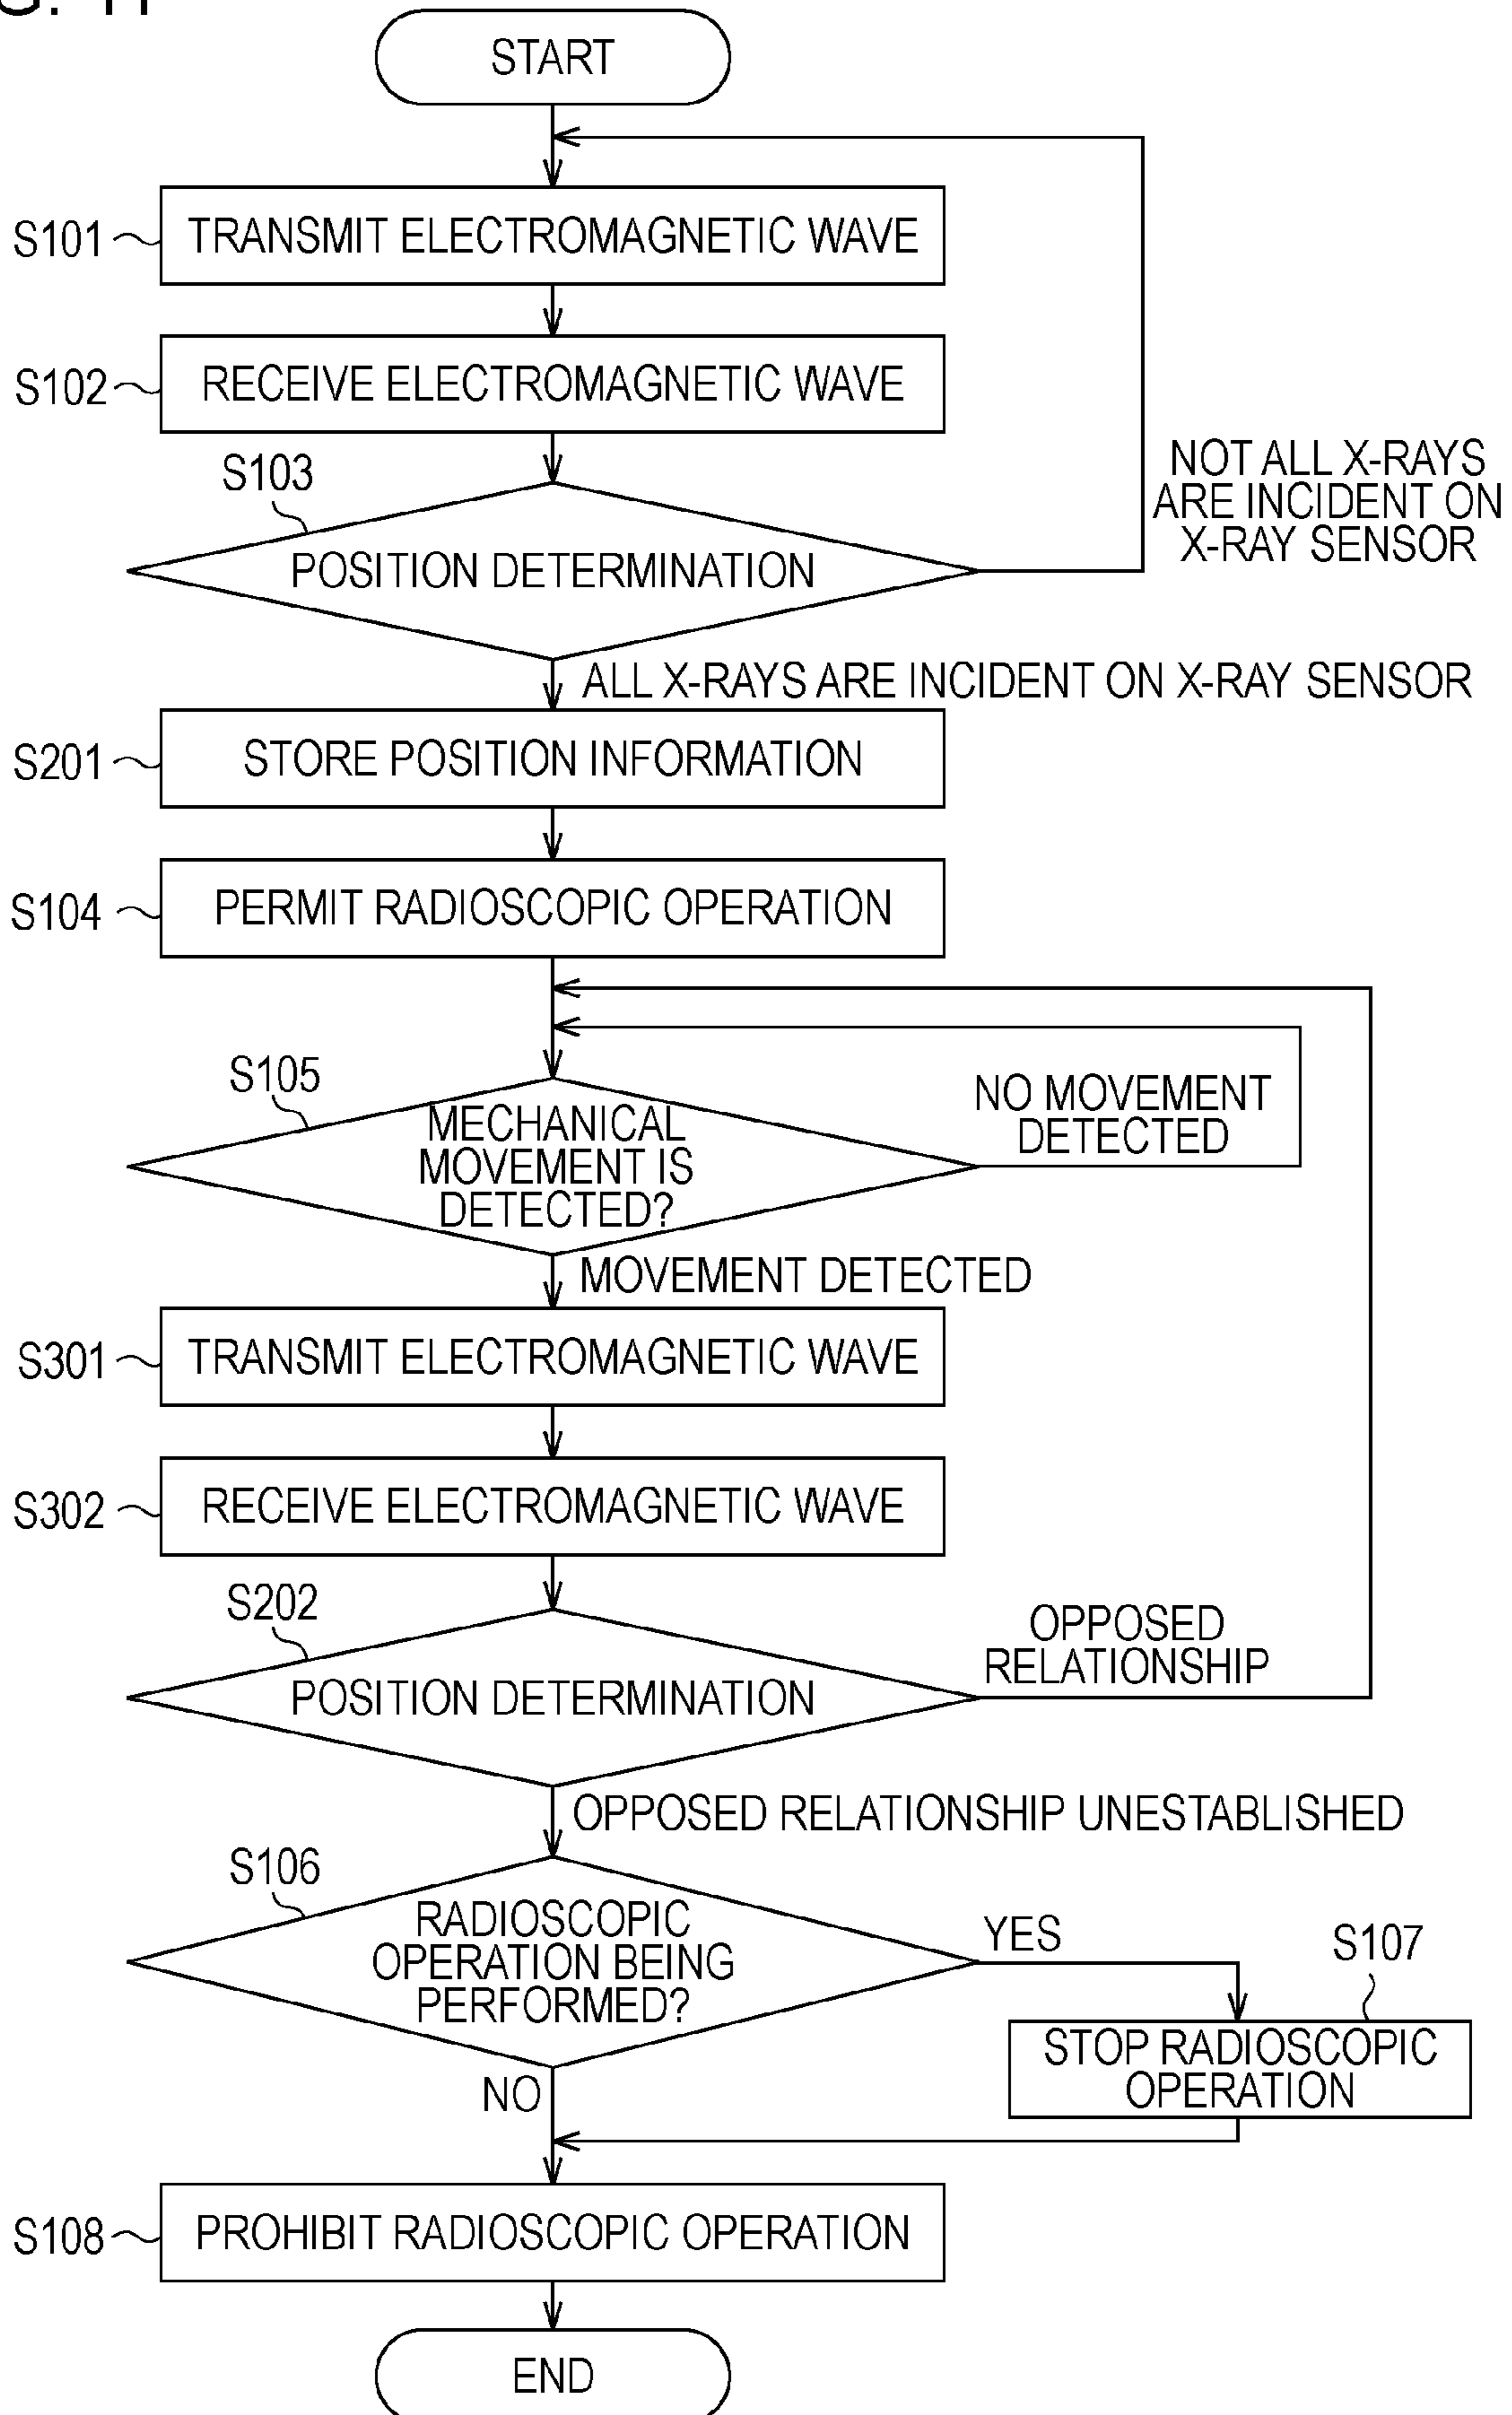 START
S101
TRANSMIT ELECTROMAGNETIC WAVE
S102
RECEIVE ELECTROMAGNETIC WAVE
S103
POSITION DETERMINATION
NOT ALL X-RAYS
ARE INCIDENT ON
X-RAY SENSOR
ALL X-RAYS ARE INCIDENT ON X-RAY SENSOR
S201
STORE POSITION INFORMATION
S104
PERMIT RADIOSCOPIC OPERATION
S105
MECHANICAL
MOVEMENT IS
DETECTED?
NO MOVEMENT
DETECTED
MOVEMENT DETECTED
S301
TRANSMIT ELECTROMAGNETIC WAVE
S302
RECEIVE ELECTROMAGNETIC WAVE
S202
POSITION DETERMINATION
OPPOSED
RELATIONSHIP
OPPOSED RELATIONSHIP UNESTABLISHED
S106
RADIOSCOPIC
OPERATION BEING
PERFORMED?
YES
S107
STOP RADIOSCOPIC
OPERATION
NO
S108
PROHIBIT RADIOSCOPIC OPERATION
END